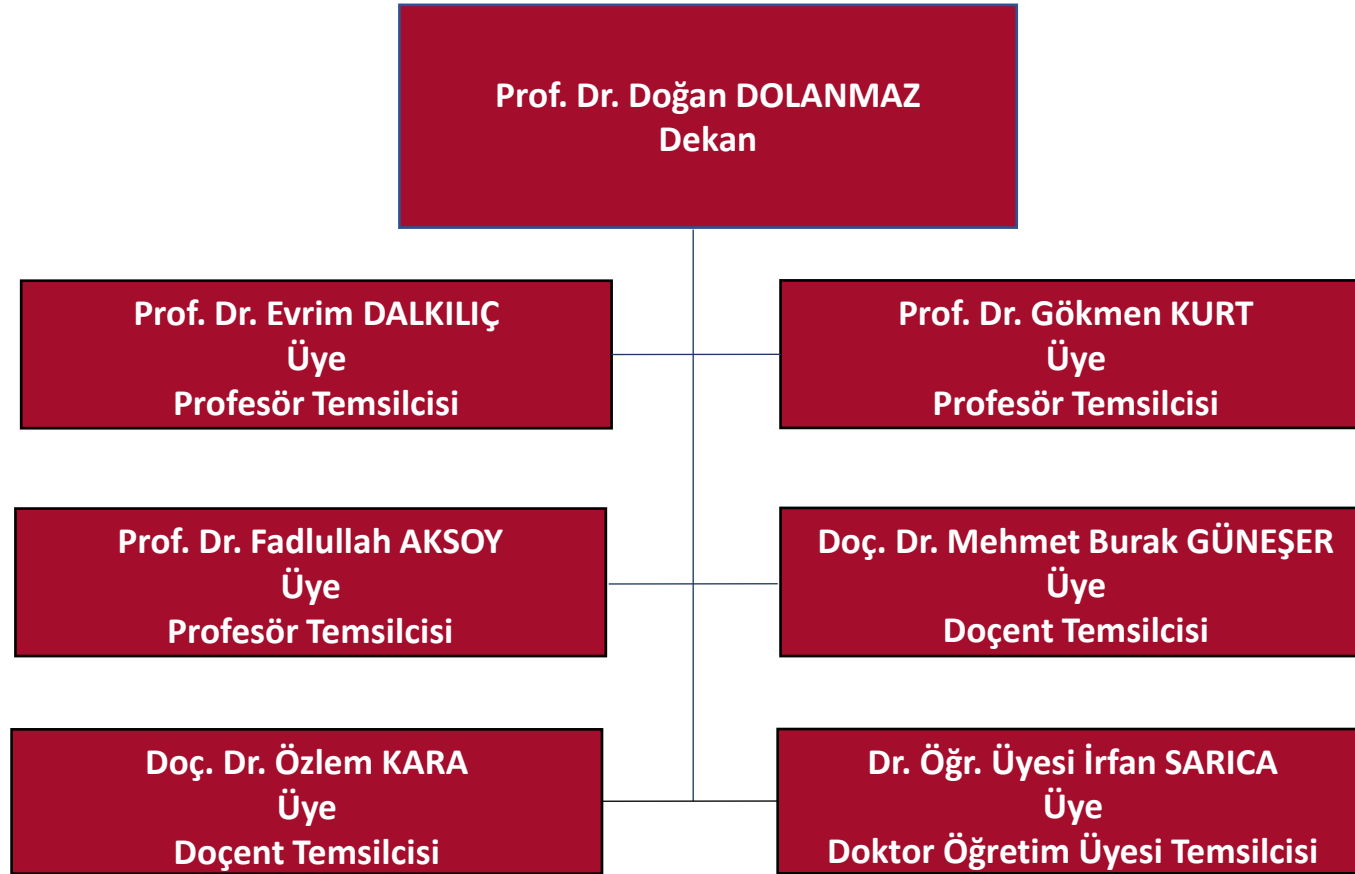 Prof. Dr. Doğan DOLANMAZ
Dekan
Prof. Dr. Evrim DALKILIÇ
Üye
Profesör Temsilcisi
Prof. Dr. Gökmen KURT
Üye
Profesör Temsilcisi
Prof. Dr. Fadlullah AKSOY
Üye
Profesör Temsilcisi
Doç. Dr. Mehmet Burak GÜNEŞER
Üye
Doçent Temsilcisi
Doç. Dr. Özlem KARA
Üye
Doçent Temsilcisi
Dr. Öğr. Üyesi İrfan SARICA
Üye
Doktor Öğretim Üyesi Temsilcisi